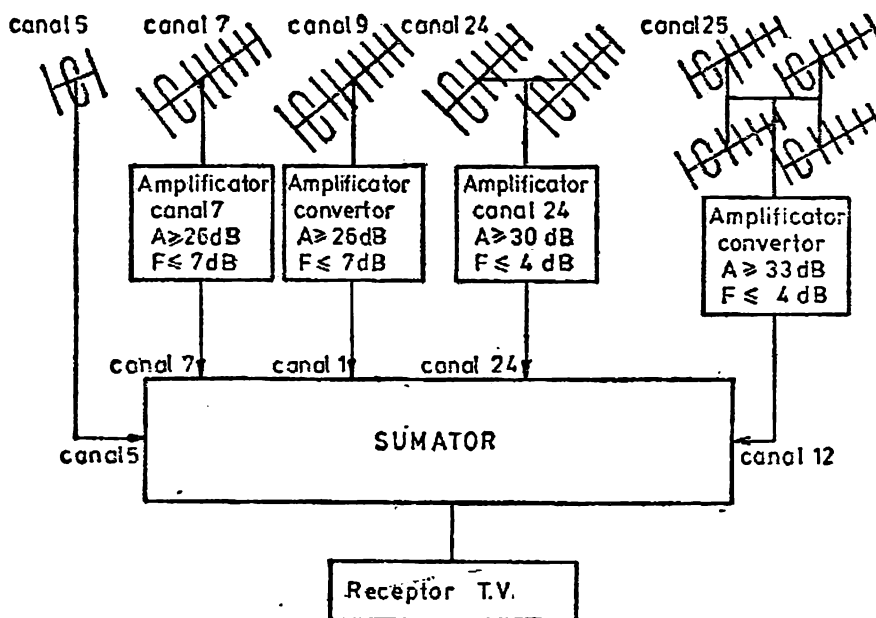 canal 5
canal 7
canal 9
canal 24
canal 25
Amplificator
canal 7
A≥26dB
F≤ 7dB
Amplificator
convertor
A≥26dB
F≤ 7dB
Amplificator
canal 24
A≥30 dB
F≤ 4 dB
Amplificator
convertor
A≥ 33 dB
F≤ 4 dB
canal 7
canal 1
canal 24
canal 5
SUMATOR
canal 12
Receptor T.V.